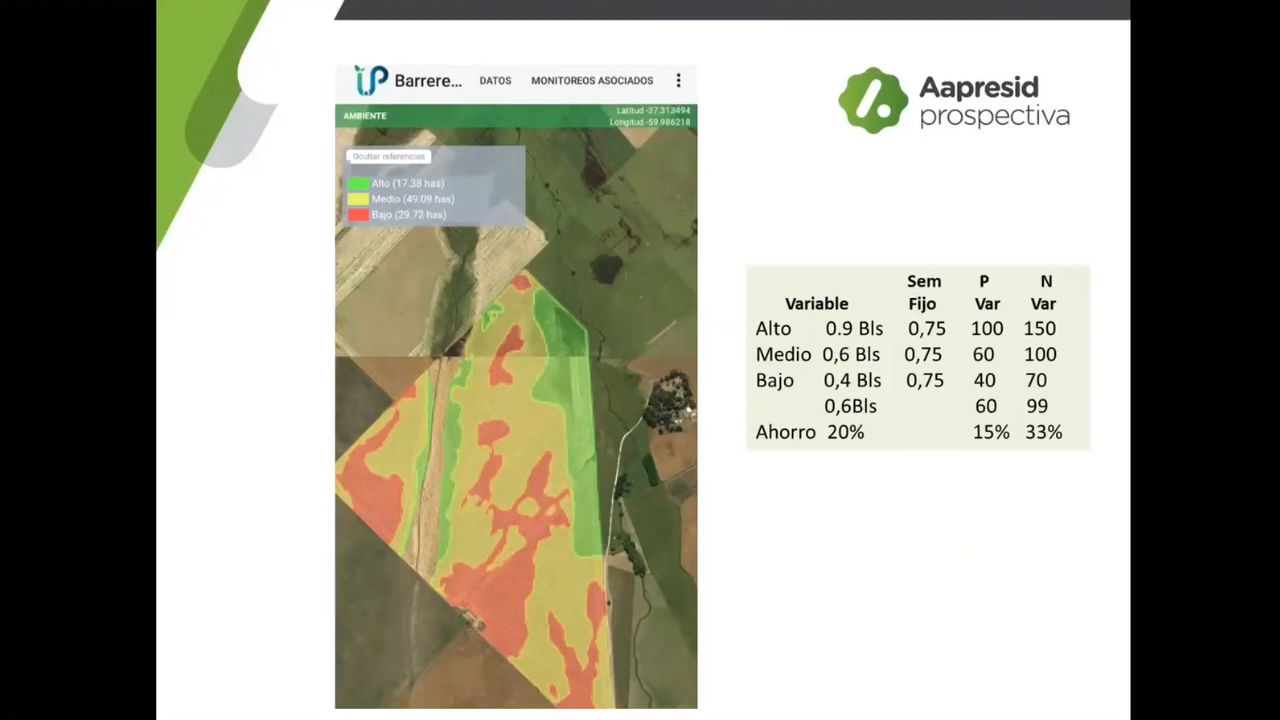 Barrere...
DATOS
MONITOREOS ASOCIADOS
AMBIENTE
Latitud -37.313494
Longitud -59.986218
Ocultar referencias
Alto (17.38 has)
Medio (49.09 has)
Bajo (29.72 has)
Aapresid
prospectiva
Sem P N
Variable Fijo Var Var
Alto 0.9 Bls 0,75 100 150
Medio 0,6 Bls 0,75 60 100
Bajo 0,4 Bls 0,75 40 70
0,6Bls 60 99
Ahorro 20% 15% 33%